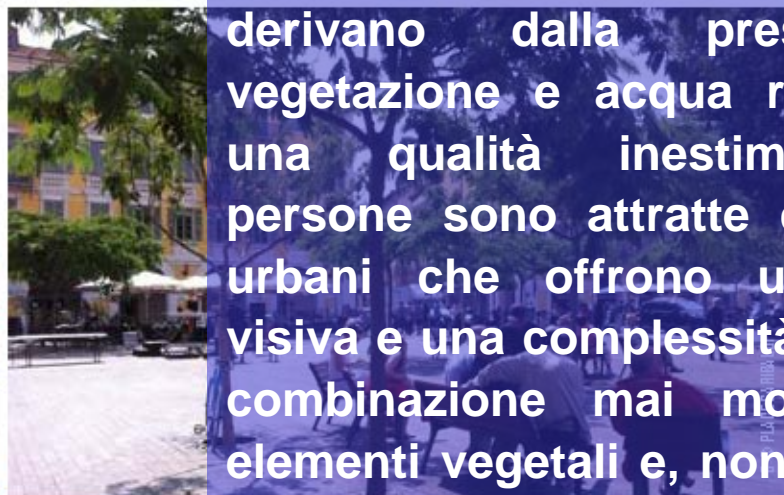 derivano dalla
vegetazione e acqua
una qualità
persone sono attratte
urbani che offrono
visiva e una complessità
combinazione mai
elementi vegetali e, non